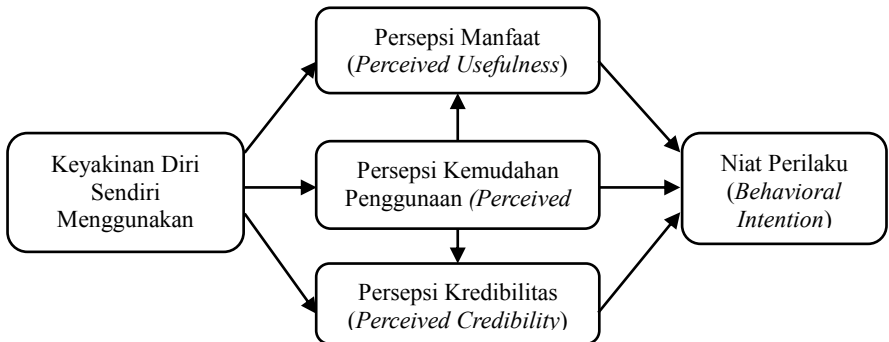 Persepsi Manfaat
(Perceived Usefulness)
Keyakinan Diri
Sendiri
Menggunakan
Persepsi Kemudahan
Penggunaan (Perceived
Niat Perilaku
(Behavioral
Intention)
Persepsi Kredibilitas
(Perceived Credibility)